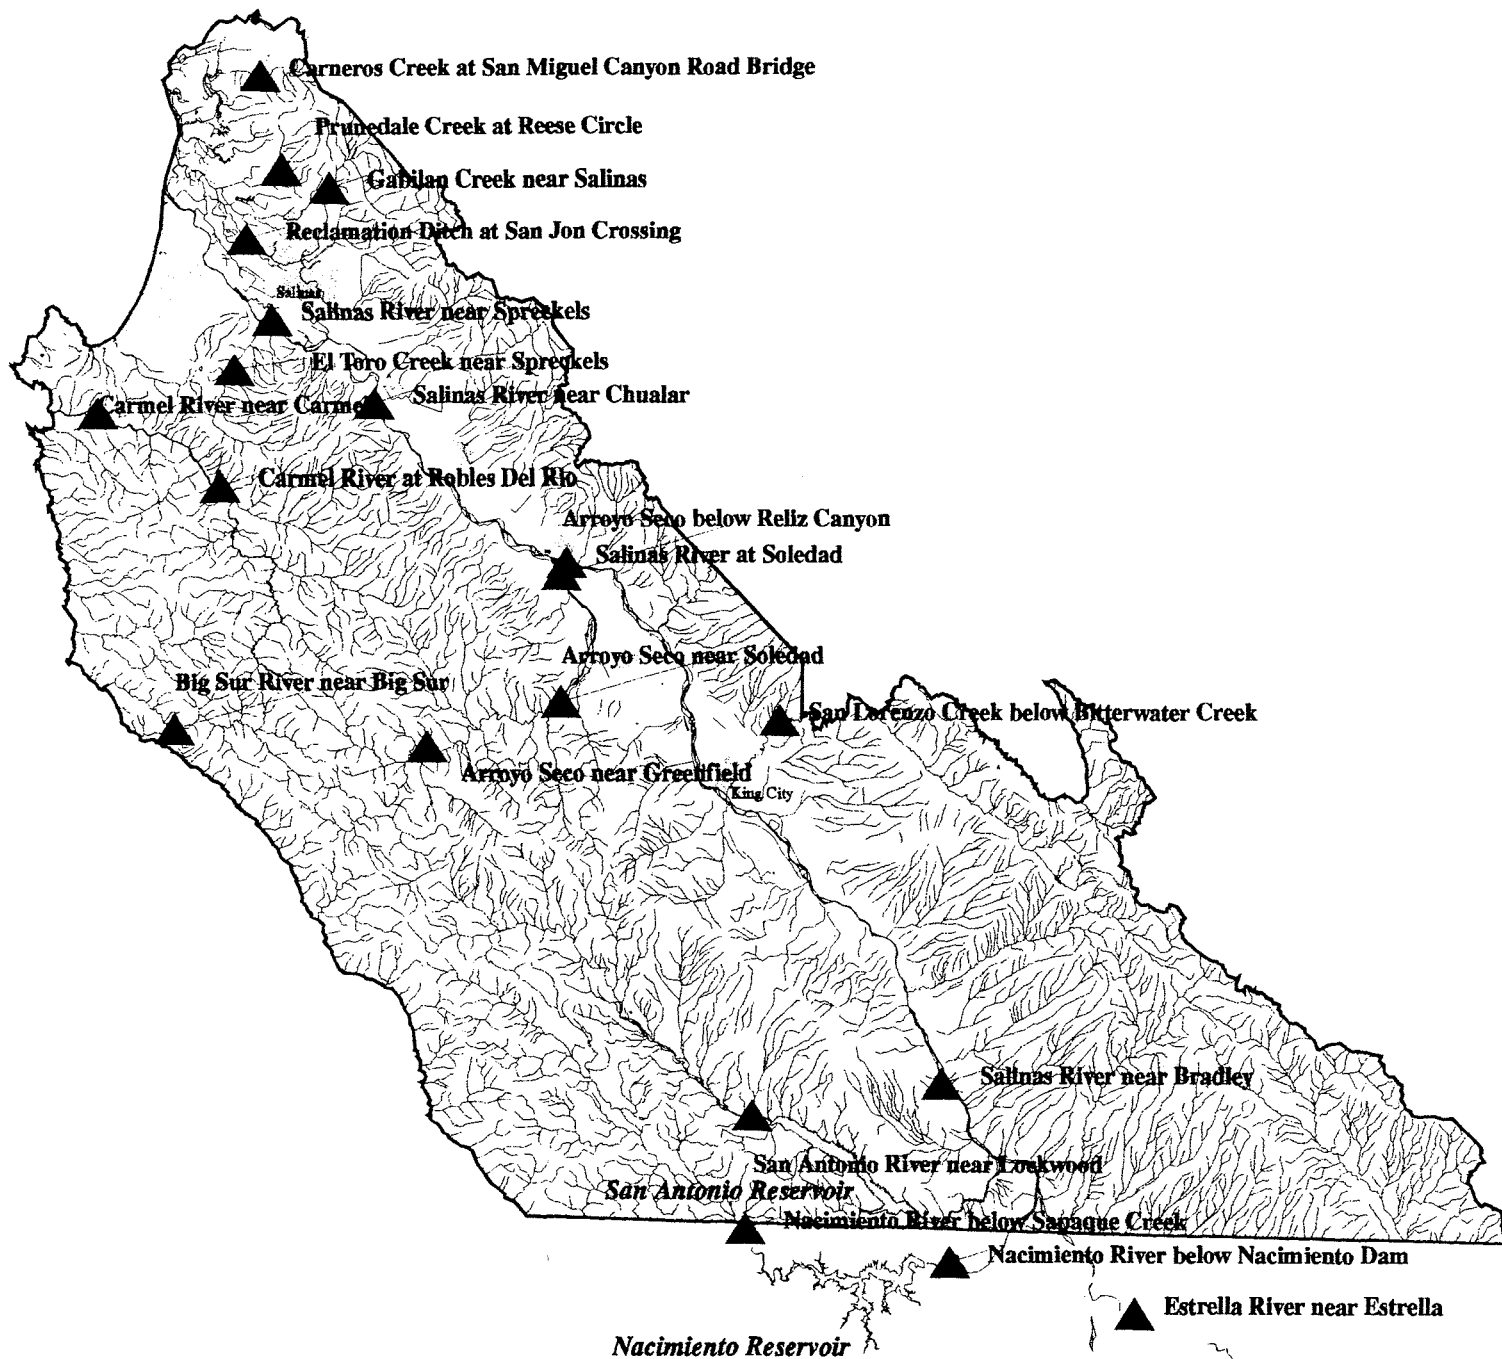 Carneros Creek at San Miguel Canyon Road Bridge
Prunedale Creek at Reese Circle
Gabilan Creek near Salinas
Reclamation Ditch at San Jon Crossing
Salinas
Salinas River near Spreckels
El Toro Creek near Spreckels
Salinas River near Chualar
Carmel River near Carmel
Carmel River at Robles Del Rio
Arroyo Seco below Reliz Canyon
Salinas River at Soledad
Arroyo Seco near Soledad
Big Sur River near Big Sur
San Lorenzo Creek below Bitterwater Creek
Arroyo Seco near Greenfield
King City
Salinas River near Bradley
San Antonio River near Lockwood
San Antonio Reservoir
Nacimiento River below Sapaque Creek
Nacimiento River below Nacimiento Dam
Estrella River near Estrella
Nacimiento Reservoir